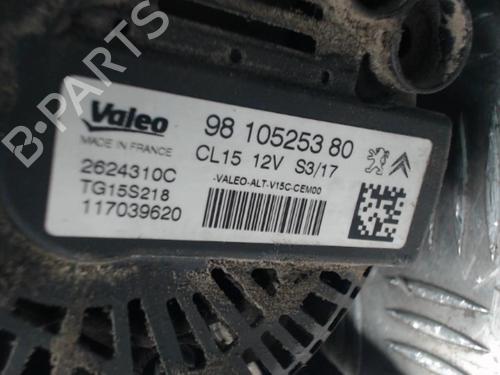 Valeo
MADE IN FRANCE
98 105253 80
CL15 12V S3/17
2624310C
TG15S218
117039620
-VALEO-ALT-V15C-CEM00
B-PARTS